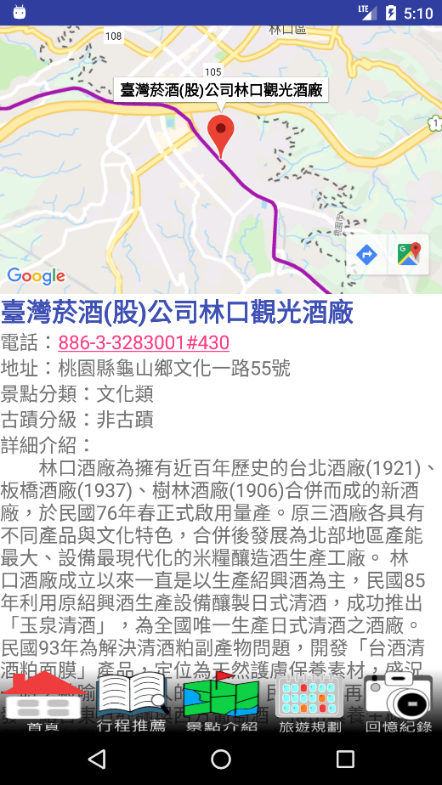 LTE 5:10
林口區
108
105
臺灣菸酒(股)公司林口觀光酒廠
1
Google
臺灣菸酒(股)公司林口觀光酒廠
電話：886-3-3283001#430
地址：桃園縣龜山鄉文化一路55號
景點分類：文化類
古蹟分級：非古蹟
詳細介紹：
林口酒廠為擁有近百年歷史的台北酒廠(1921)、
板橋酒廠(1937)、樹林酒廠(1906)合併而成的新酒
廠，於民國76年春正式啟用量產。原三酒廠各具有
不同產品與文化特色，合併後發展為北部地區產能
最大、設備最現代化的米糧釀造酒生產工廠。 林
口酒廠成立以來一直是以生產紹興酒為主，民國85
年利用原紹興酒生產設備釀製日式清酒，成功推出
「玉泉清酒」，為全國唯一生產日式清酒之酒廠。
民國93年為解決清酒粕副產物問題，開發「台酒清
酒粕面膜」產品，定位為天然護膚保養素材，盛況
首頁 行程推薦 景點介紹 旅遊規劃 回憶紀錄